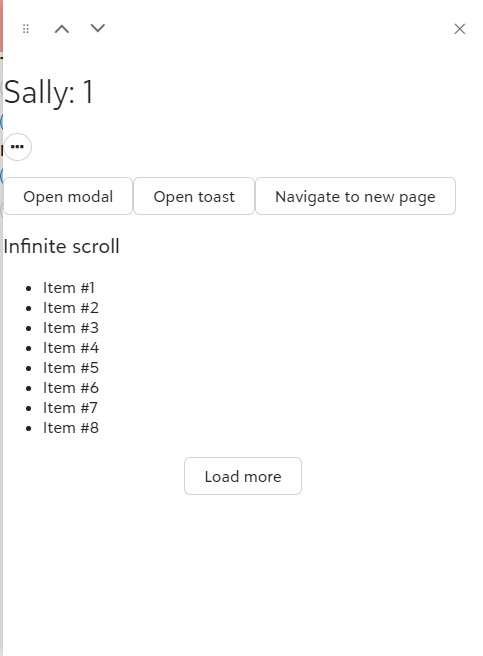 Sally: 1
Open modal Open toast Navigate to new page
Infinite scroll
Item #1
Item #2
Item #3
Item #4
Item #5
Item #6
Item #7
Item #8
Load more